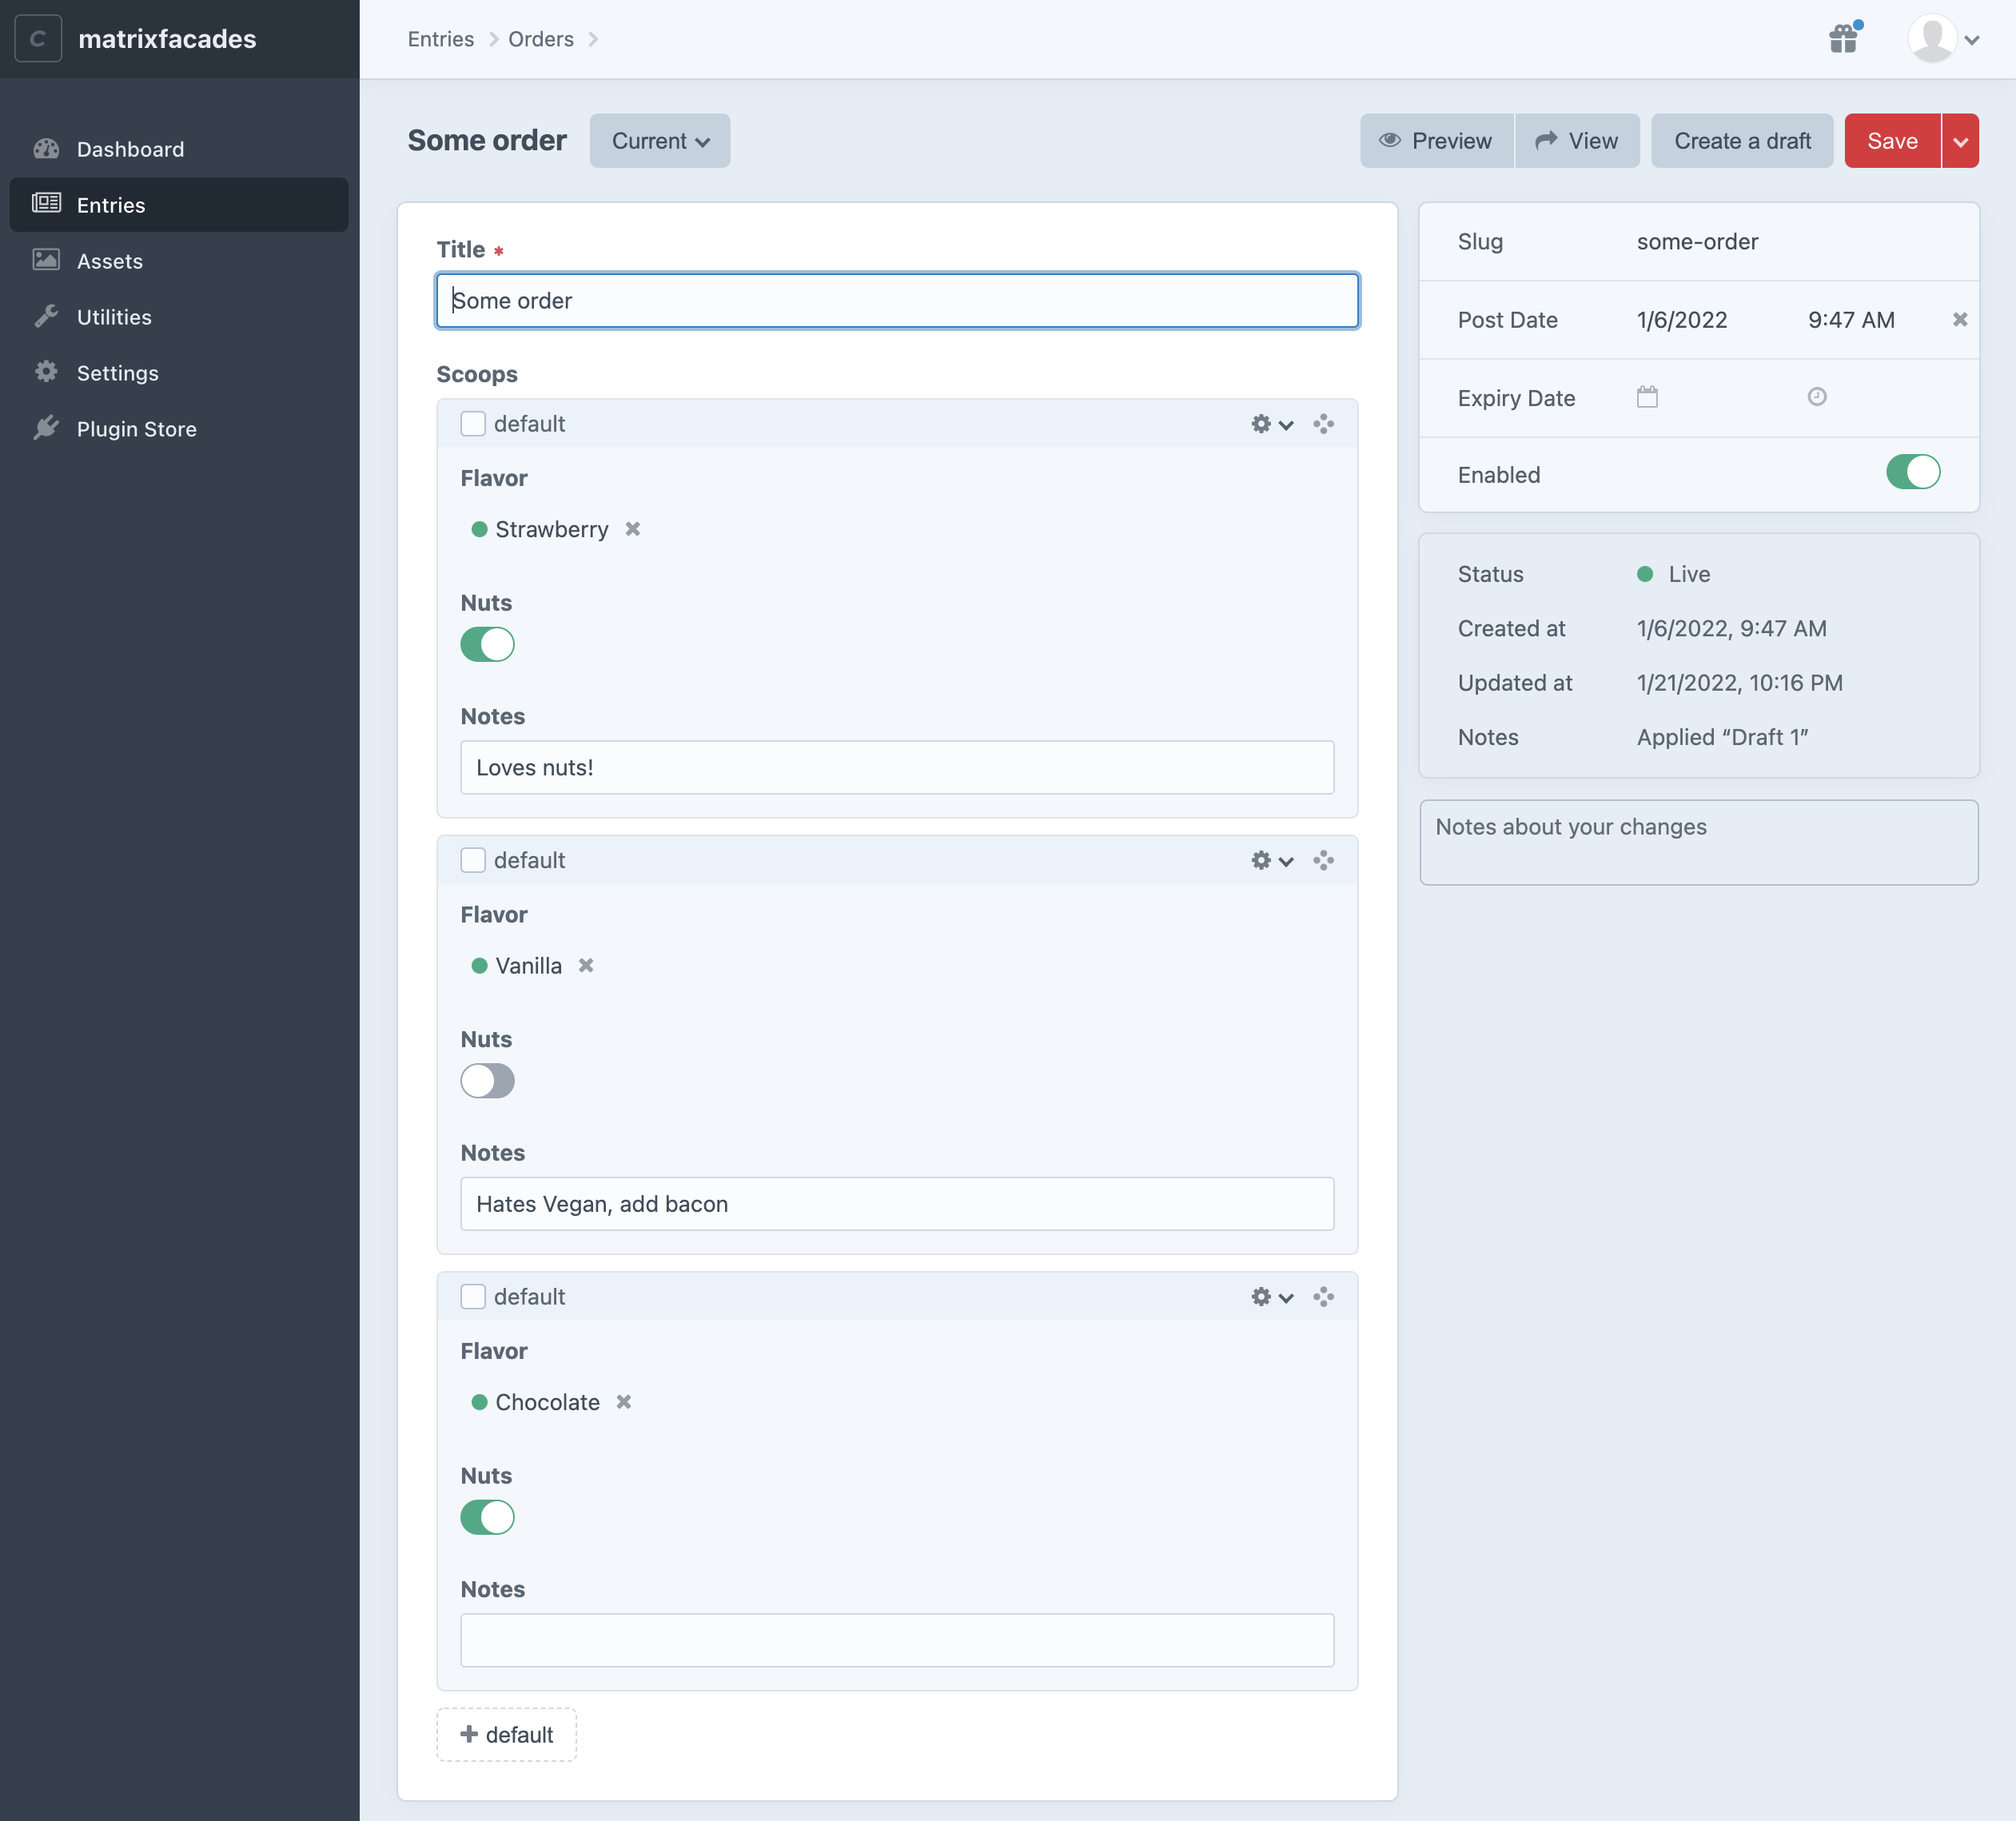 C
matrixfacades
Dashboard
Entries
Assets
Utilities
Settings
Plugin Store
Entries
Orders
Some order
Current
Preview
View
Create a draft
Save
Title *
Some order
Scoops
default
Flavor
Strawberry
Nuts
Notes
Loves nuts!
default
Flavor
Vanilla
Nuts
Notes
Hates Vegan, add bacon
default
Flavor
Chocolate
Nuts
Notes
+ default
Slug some-order
Post Date 1/6/2022 9:47 AM
Expiry Date
Enabled
Status Live
Created at 1/6/2022, 9:47 AM
Updated at 1/21/2022, 10:16 PM
Notes Applied “Draft 1”
Notes about your changes